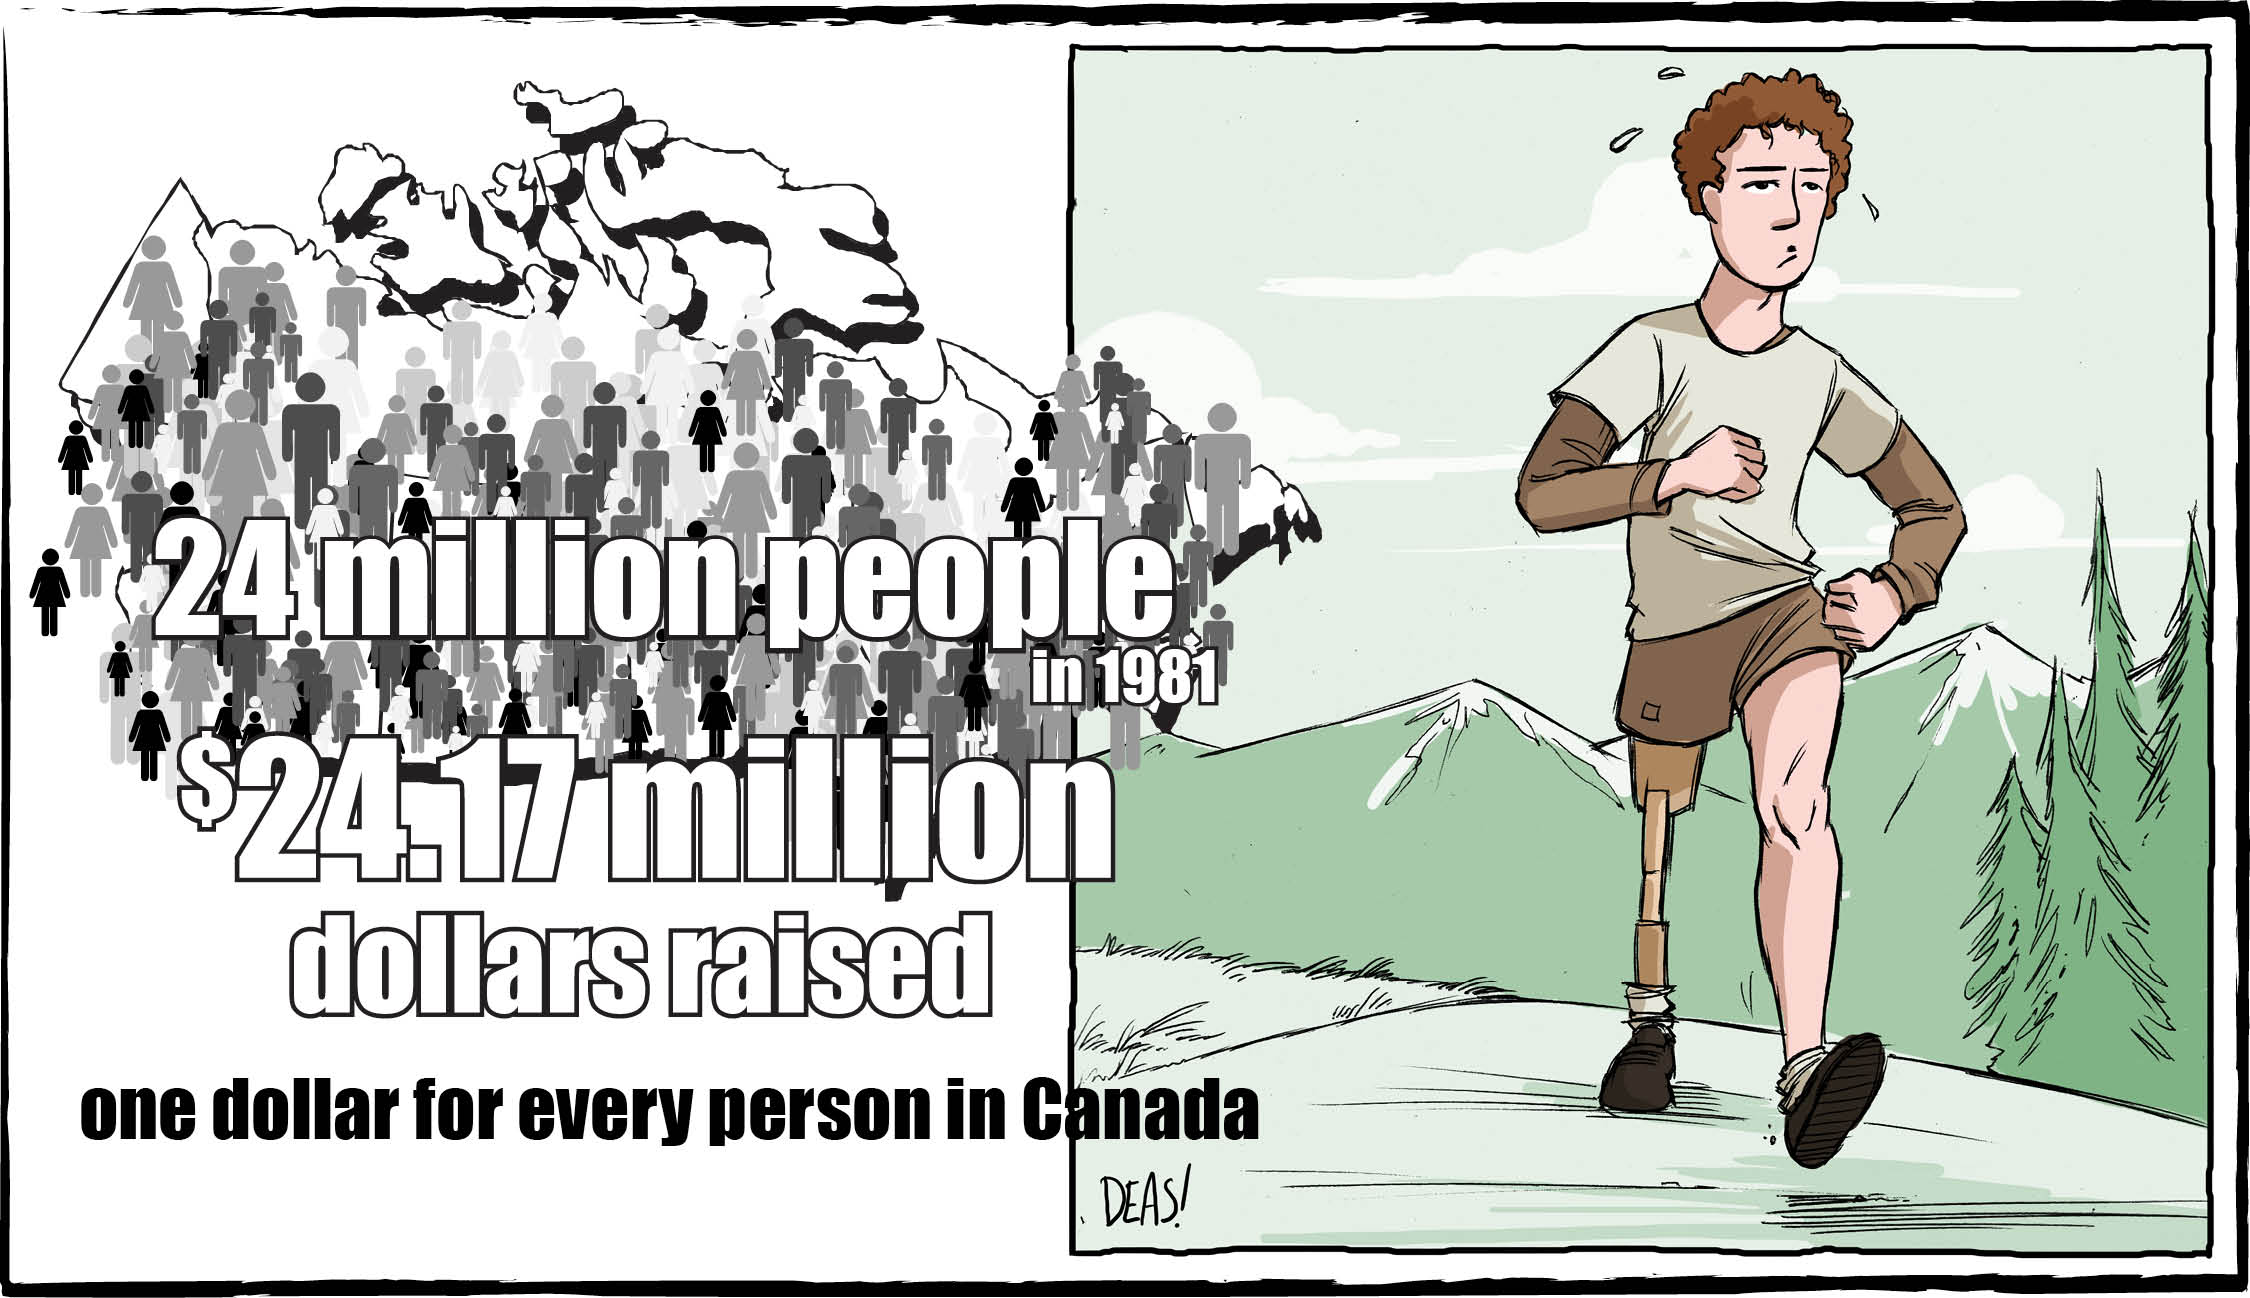 24 million people
in 1981
$24.17 million
dollars raised
one dollar for every person in Canada
DEAS!